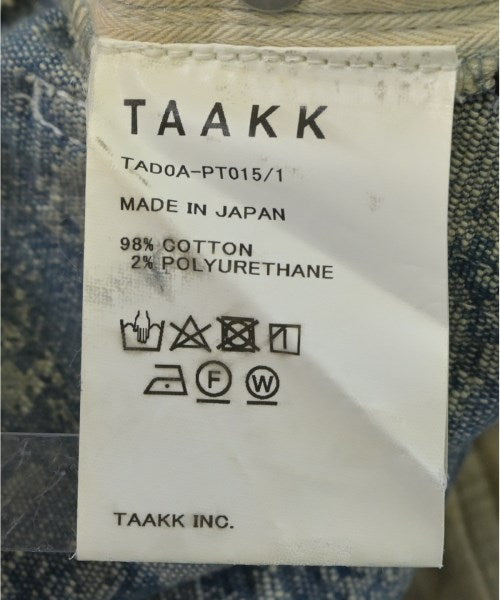 TAAKK
TAD0A-PT015/1
MADE IN JAPAN
98% COTTON
2% POLYURETHANE
F W
TAAKK INC.